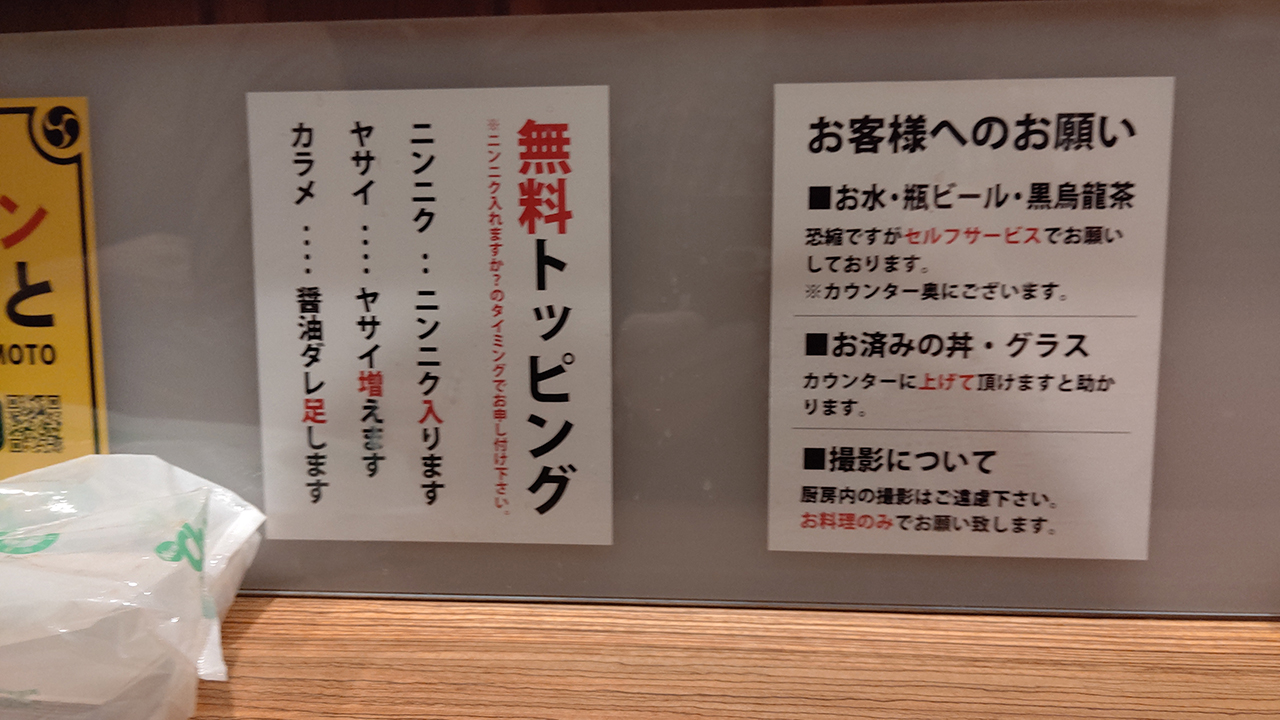 ン
と
MOTO
無料トッピング
※ニンニク入れますか?のタイミングでお申し付け下さい。
ニンニク‥ニンニク入ります
ヤサイ‥‥ヤサイ増えます
カラメ‥‥醤油ダレ足します
お客様へのお願い
■お水・瓶ビール・黒烏龍茶
恐縮ですがセルフサービスでお願い
しております。
※カウンター奥にございます。
■お済みの丼・グラス
カウンターに上げて頂けますと助か
ります。
■撮影について
厨房内の撮影はご遠慮下さい。
お料理のみでお願い致します。